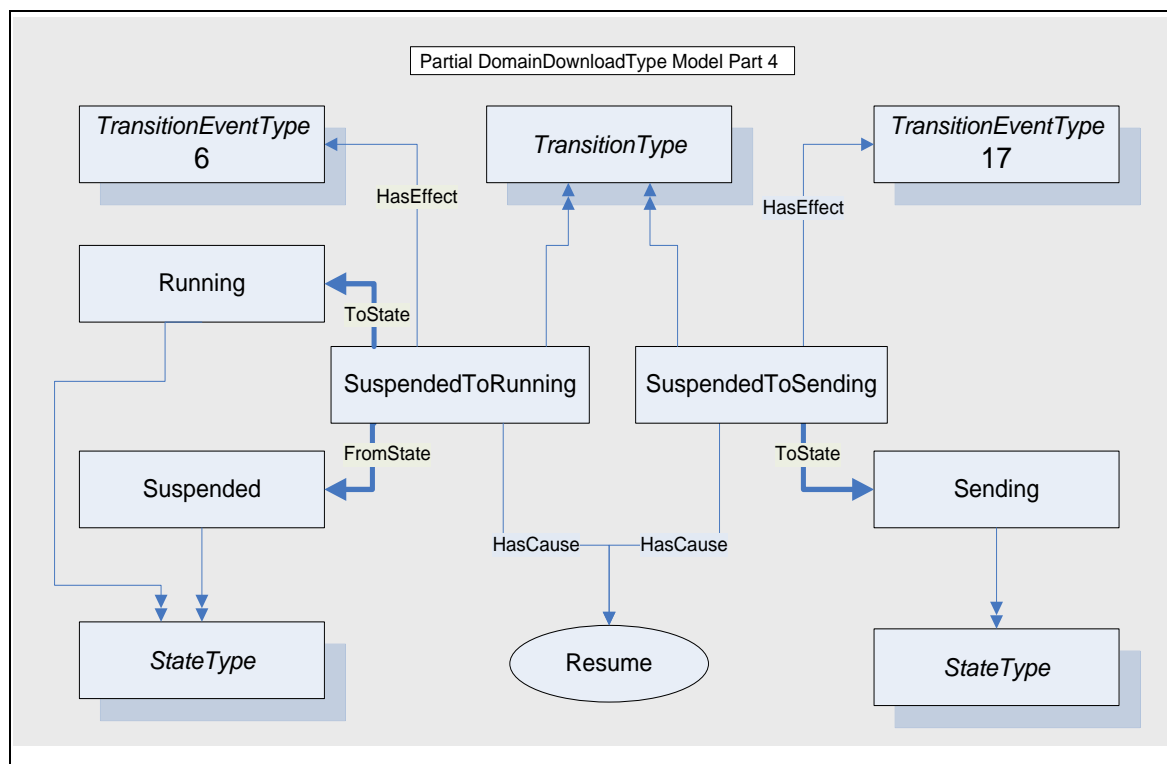 Partial DomainDownloadType Model Part 4
TransitionEventType
6
TransitionType
TransitionEventType
17
HasEffect
HasEffect
Running
ToState
SuspendedToRunning
SuspendedToSending
FromState
ToState
Suspended
Sending
HasCause
HasCause
StateType
Resume
StateType